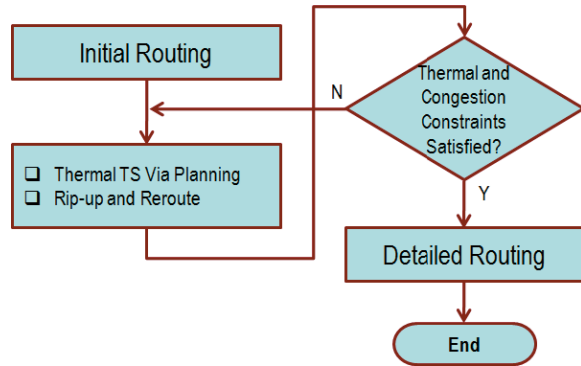 Initial Routing
❑ Thermal TS Via Planning
❑ Rip-up and Reroute
N
Thermal and
Congestion
Constraints
Satisfied?
Y
Detailed Routing
End